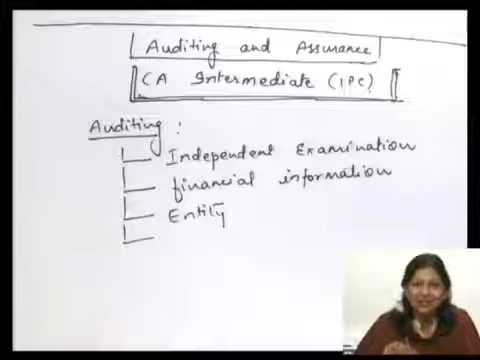 Auditing and Assurance
CA Intermediate (IPC)
Auditing :
Independent Examination
financial information
Entity